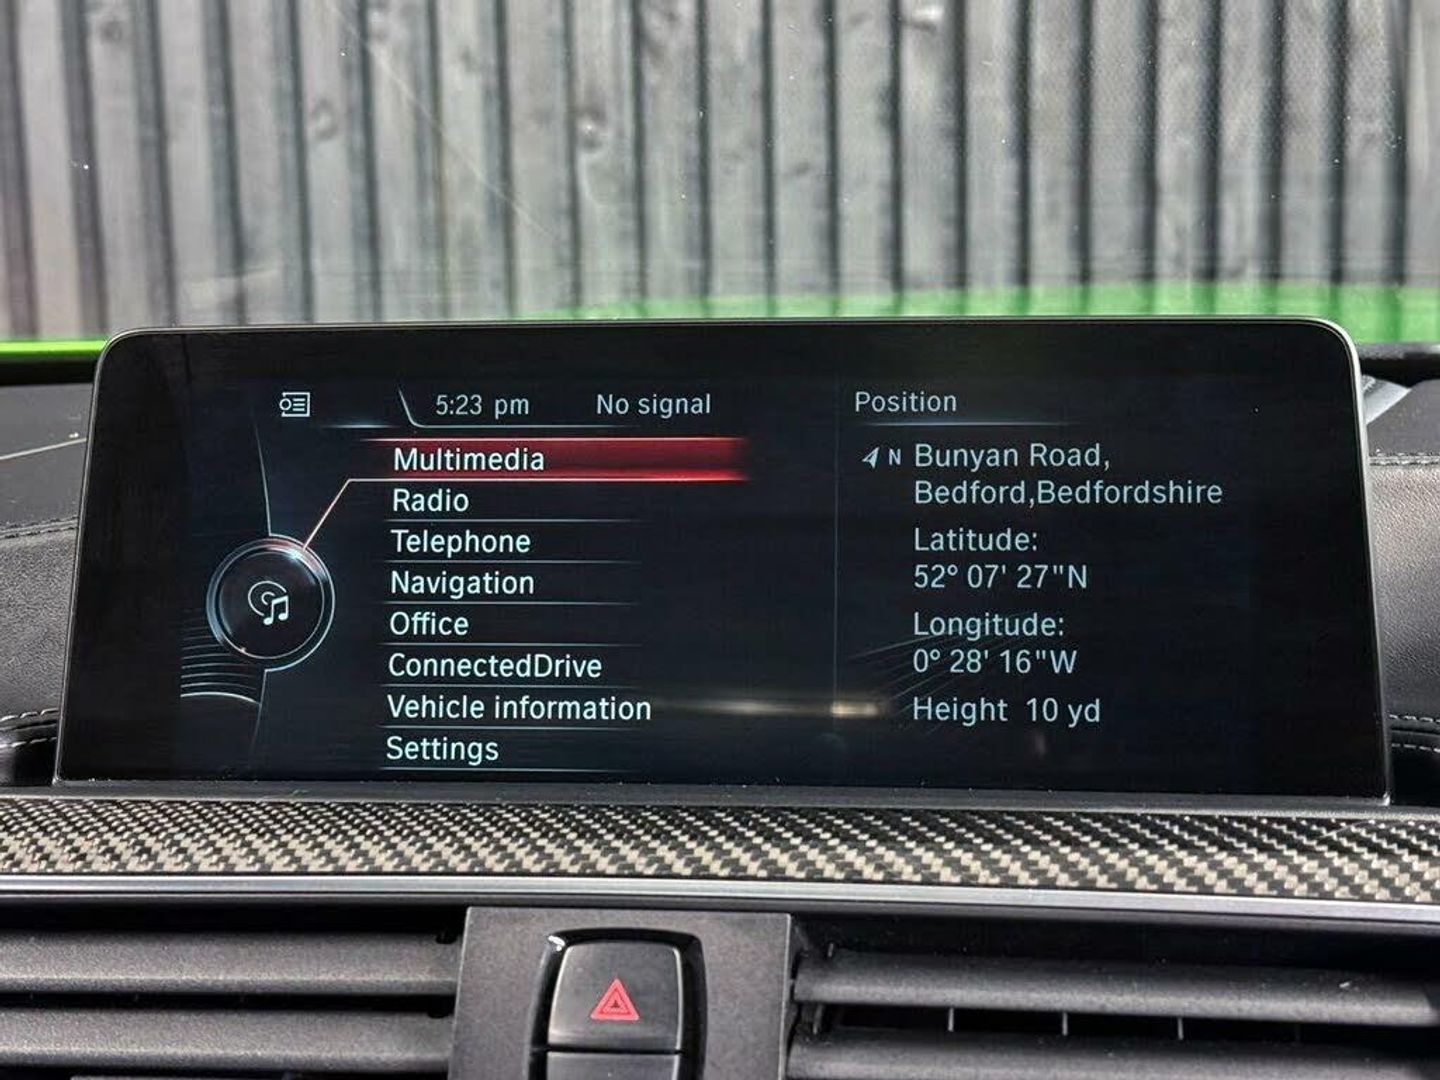 5:23 pm No signal
Multimedia
Radio
Telephone
Navigation
Office
ConnectedDrive
Vehicle information
Settings
Position
N Bunyan Road,
Bedford,Bedfordshire
Latitude:
52° 07' 27"N
Longitude:
0° 28' 16"W
Height 10 yd